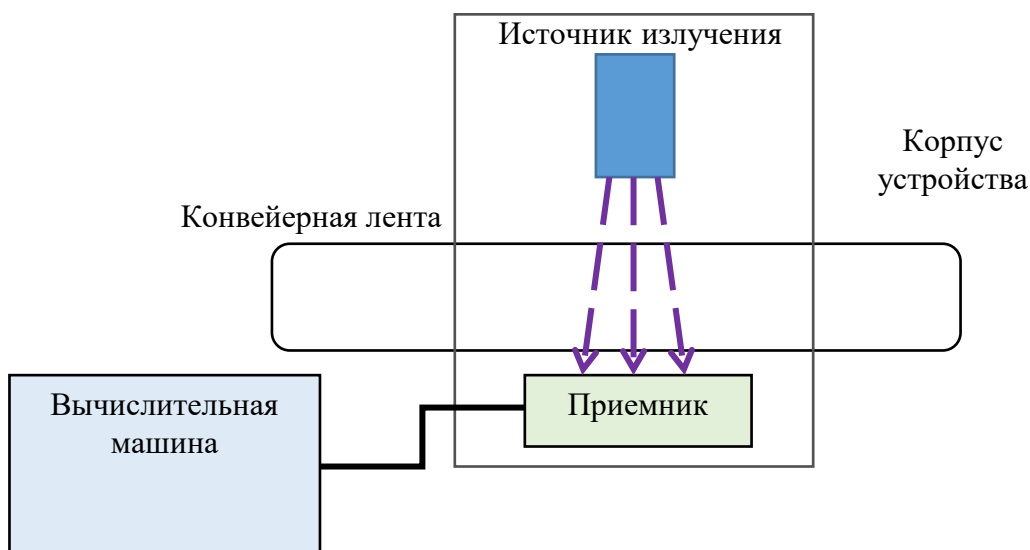 Источник излучения
Корпус
устройства
Конвейерная лента
Вычислительная
машина
Приемник